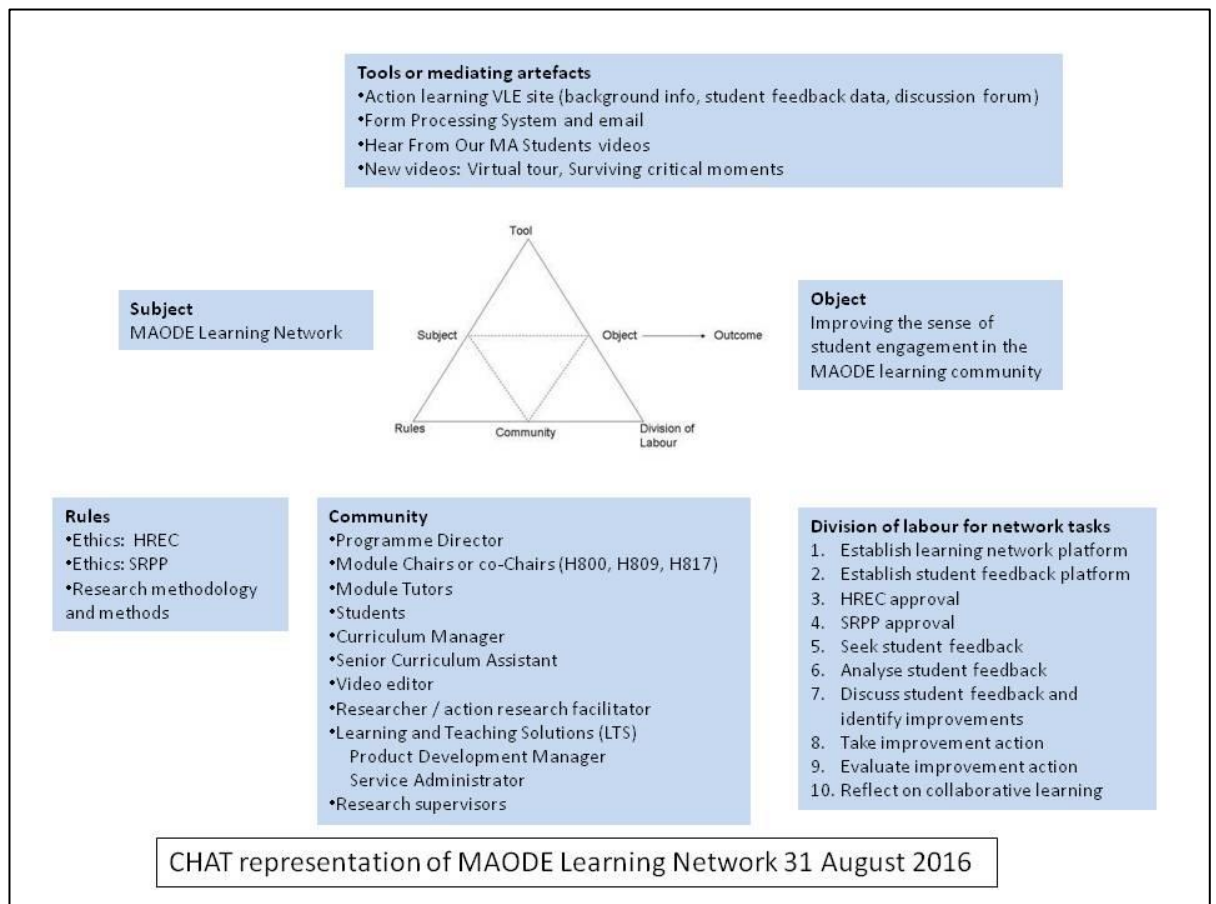 Tools or mediating artefacts
•Action learning VLE site (background info, student feedback data, discussion forum)
•Form Processing System and email
•Hear From Our MA Students videos
•New videos: Virtual tour, Surviving critical moments
Tool
Subject
MAODE Learning Network
Subject
Object
Outcome
Object
Improving the sense of
student engagement in the
MAODE learning community
Rules
Community
Division of
Labour
Rules
•Ethics: HREC
•Ethics: SRPP
•Research methodology
and methods
Community
•Programme Director
•Module Chairs or co-Chairs (H800, H809, H817)
•Module Tutors
•Students
•Curriculum Manager
•Senior Curriculum Assistant
•Video editor
•Researcher / action research facilitator
•Learning and Teaching Solutions (LTS)
Product Development Manager
Service Administrator
•Research supervisors
Division of labour for network tasks
1. Establish learning network platform
2. Establish student feedback platform
3. HREC approval
4. SRPP approval
5. Seek student feedback
6. Analyse student feedback
7. Discuss student feedback and
identify improvements
8. Take improvement action
9. Evaluate improvement action
10. Reflect on collaborative learning
CHAT representation of MAODE Learning Network 31 August 2016